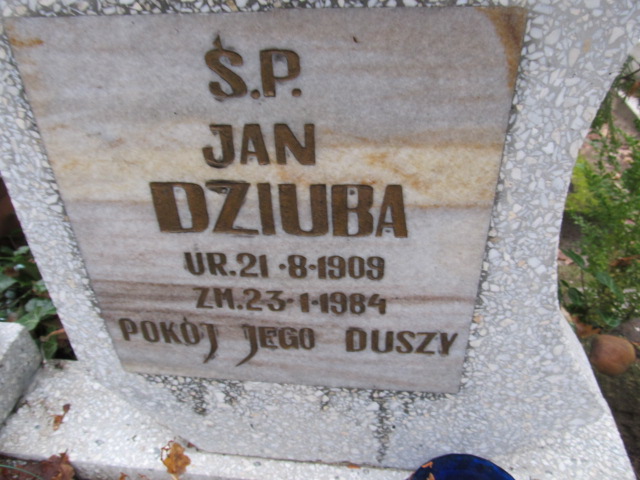 Ś.P.
JAN
DZIUBA
UR.21·8·1909
ZM.23·1·1984
POKÓJ JEGO DUSZY